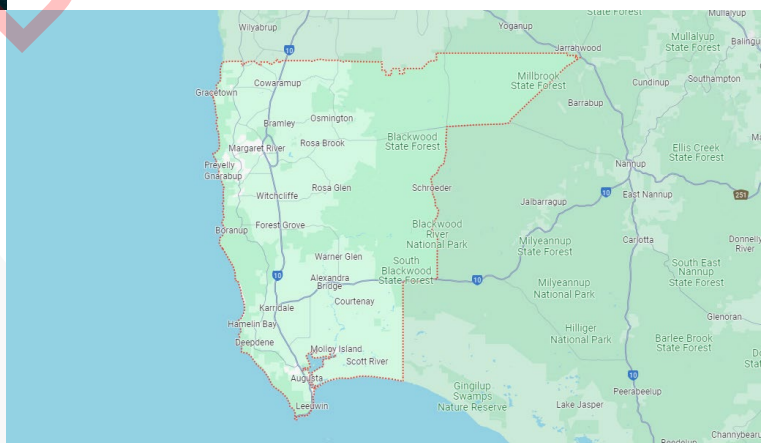 State Forest
Wilyabrup
Yoganup
Mullalyup
10
Mullalyup
State Forest
Jarrahwood
Balingu
Cowaramup
Millbrook
State Forest
Cundinup
Southampton
Gracetown
Barrabup
Osmington
Bramley
Blackwood
State Forest
Margaret River
Rosa Brook
Ellis Creek
State Forest
Prevelly
Gnarabup
Nannup
Rosa Glen
Schroeder
Witchcliffe
10
East Nannup
251
Jalbarragup
Boranup
Forest Grove
Blackwood
River
National Park
Milyeannup
State Forest
Carlotta
Donnelly
River
Warner Glen
South
Blackwood
State Forest
South East
Nannup
State Forest
10
Alexandra
Bridge
10
Milyeannup
National Park
Courtenay
Karridale
Glenoran
Hamelin Bay
Hilliger
National Park
Barlee Brook
State Forest
Deepdene
Molloy Island
Scott River
Augusta
10
Gingilup
Swamps
Nature Reserve
Peerabeelup
Leeuwin
Lake Jasper
Channybearu